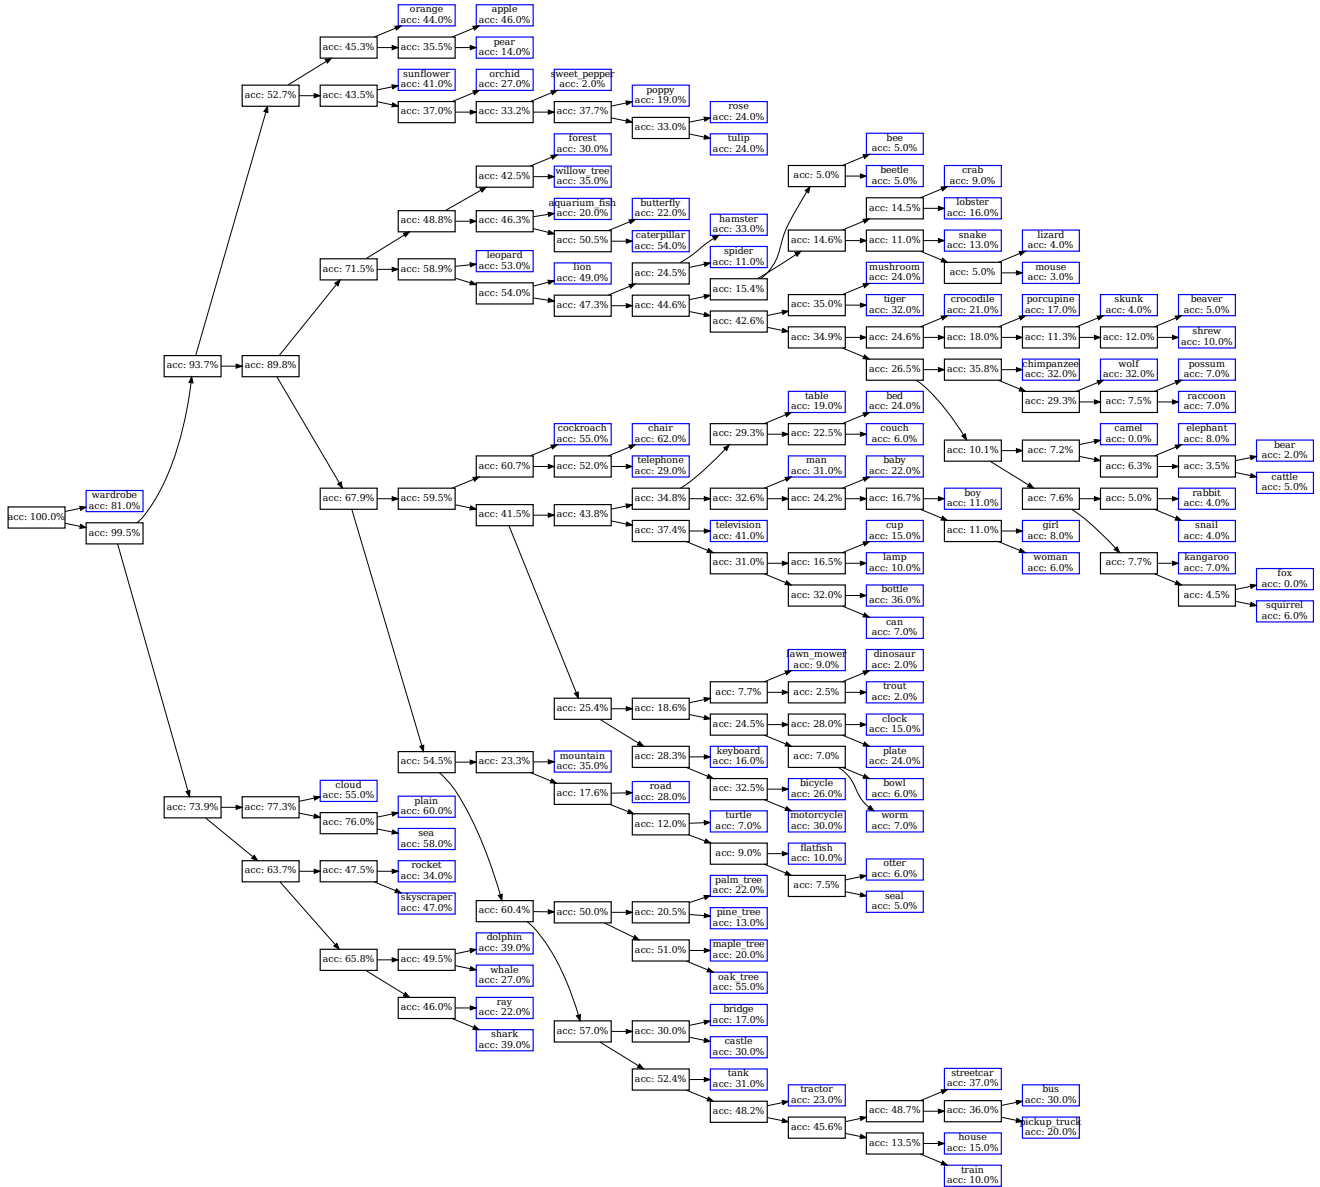 orange
acc: 44.0%
apple
acc: 46.0%
acc: 45.3%
acc: 35.5%
pear
acc: 14.0%
acc: 52.7%
acc: 43.5%
sunflower
acc: 41.0%
orchid
acc: 27.0%
sweet_pepper
acc: 2.0%
acc: 37.0%
acc: 33.2%
acc: 37.7%
poppy
acc: 19.0%
acc: 33.0%
rose
acc: 24.0%
tulip
acc: 24.0%
forest
acc: 30.0%
acc: 42.5%
willow_tree
acc: 35.0%
acc: 48.8%
acc: 46.3%
aquarium_fish
acc: 20.0%
butterfly
acc: 22.0%
acc: 50.5%
caterpillar
acc: 54.0%
acc: 71.5%
acc: 58.9%
leopard
acc: 53.0%
acc: 54.0%
lion
acc: 49.0%
acc: 47.3%
acc: 24.5%
hamster
acc: 33.0%
spider
acc: 11.0%
acc: 44.6%
acc: 15.4%
acc: 5.0%
bee
acc: 5.0%
beetle
acc: 5.0%
acc: 14.6%
acc: 14.5%
crab
acc: 9.0%
lobster
acc: 16.0%
acc: 11.0%
snake
acc: 13.0%
acc: 5.0%
lizard
acc: 4.0%
mouse
acc: 3.0%
acc: 42.6%
acc: 35.0%
mushroom
acc: 24.0%
tiger
acc: 32.0%
acc: 34.9%
acc: 24.6%
crocodile
acc: 21.0%
acc: 18.0%
porcupine
acc: 17.0%
acc: 11.3%
skunk
acc: 4.0%
acc: 12.0%
beaver
acc: 5.0%
shrew
acc: 10.0%
acc: 26.5%
acc: 35.8%
chimpanzee
acc: 32.0%
acc: 29.3%
wolf
acc: 32.0%
acc: 7.5%
possum
acc: 7.0%
raccoon
acc: 7.0%
acc: 10.1%
acc: 7.2%
camel
acc: 0.0%
acc: 6.3%
elephant
acc: 8.0%
acc: 3.5%
bear
acc: 2.0%
cattle
acc: 5.0%
acc: 7.6%
acc: 5.0%
rabbit
acc: 4.0%
snail
acc: 4.0%
acc: 7.7%
kangaroo
acc: 7.0%
acc: 4.5%
fox
acc: 0.0%
squirrel
acc: 6.0%
acc: 93.7%
acc: 89.8%
acc: 67.9%
acc: 59.5%
acc: 60.7%
cockroach
acc: 55.0%
acc: 52.0%
chair
acc: 62.0%
telephone
acc: 29.0%
acc: 41.5%
acc: 43.8%
acc: 34.8%
acc: 29.3%
table
acc: 19.0%
acc: 22.5%
bed
acc: 24.0%
couch
acc: 6.0%
acc: 32.6%
man
acc: 31.0%
acc: 24.2%
baby
acc: 22.0%
acc: 16.7%
boy
acc: 11.0%
acc: 11.0%
girl
acc: 8.0%
woman
acc: 6.0%
acc: 37.4%
television
acc: 41.0%
acc: 31.0%
acc: 16.5%
cup
acc: 15.0%
lamp
acc: 10.0%
acc: 32.0%
bottle
acc: 36.0%
can
acc: 7.0%
wardrobe
acc: 81.0%
acc: 100.0%
acc: 99.5%
acc: 25.4%
acc: 18.6%
acc: 7.7%
lawn_mower
acc: 9.0%
acc: 2.5%
dinosaur
acc: 2.0%
trout
acc: 2.0%
acc: 24.5%
acc: 28.0%
clock
acc: 15.0%
plate
acc: 24.0%
acc: 7.0%
bowl
acc: 6.0%
worm
acc: 7.0%
acc: 28.3%
keyboard
acc: 16.0%
acc: 32.5%
bicycle
acc: 26.0%
motorcycle
acc: 30.0%
acc: 54.5%
acc: 23.3%
mountain
acc: 35.0%
acc: 17.6%
road
acc: 28.0%
acc: 12.0%
turtle
acc: 7.0%
acc: 9.0%
flatfish
acc: 10.0%
acc: 7.5%
otter
acc: 6.0%
seal
acc: 5.0%
acc: 60.4%
acc: 50.0%
acc: 20.5%
palm_tree
acc: 22.0%
pine_tree
acc: 13.0%
acc: 51.0%
maple_tree
acc: 20.0%
oak_tree
acc: 55.0%
acc: 57.0%
acc: 30.0%
bridge
acc: 17.0%
castle
acc: 30.0%
acc: 52.4%
tank
acc: 31.0%
acc: 48.2%
tractor
acc: 23.0%
acc: 45.6%
acc: 48.7%
streetcar
acc: 37.0%
acc: 36.0%
bus
acc: 30.0%
pickup_truck
acc: 20.0%
acc: 13.5%
house
acc: 15.0%
train
acc: 10.0%
acc: 73.9%
acc: 77.3%
cloud
acc: 55.0%
acc: 76.0%
plain
acc: 60.0%
sea
acc: 58.0%
acc: 63.7%
acc: 47.5%
rocket
acc: 34.0%
skyscraper
acc: 47.0%
acc: 65.8%
acc: 49.5%
dolphin
acc: 39.0%
whale
acc: 27.0%
acc: 46.0%
ray
acc: 22.0%
shark
acc: 39.0%